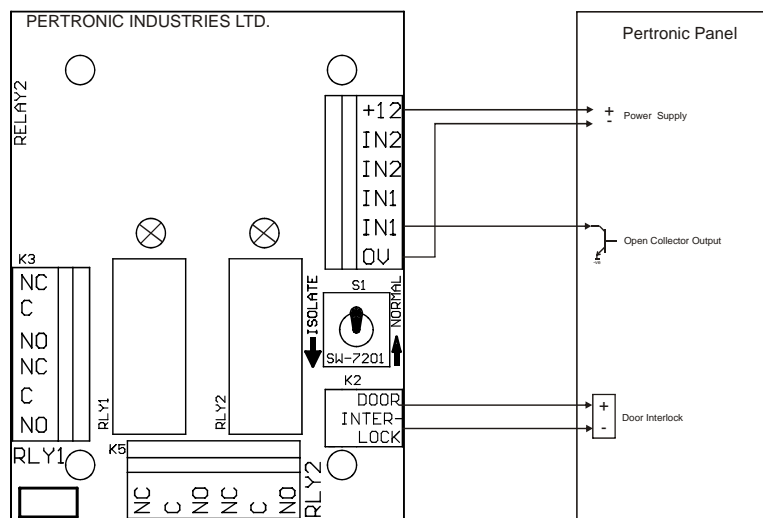 PERTRONIC INDUSTRIES LTD.
Pertronic Panel
RELAY2
+12
IN2
IN2
IN1
IN1
0V
+
-
Power Supply
Open Collector Output
K3
NC
C
NO
NC
C
NO
RLY1
RLY1
RLY2
ISOLATE
S1
NORMAL
SW-7201
K2
DOOR
INTER-
LOCK
+
-
Door Interlock
K5
NC
C
NO
NC
C
NO
RLY2